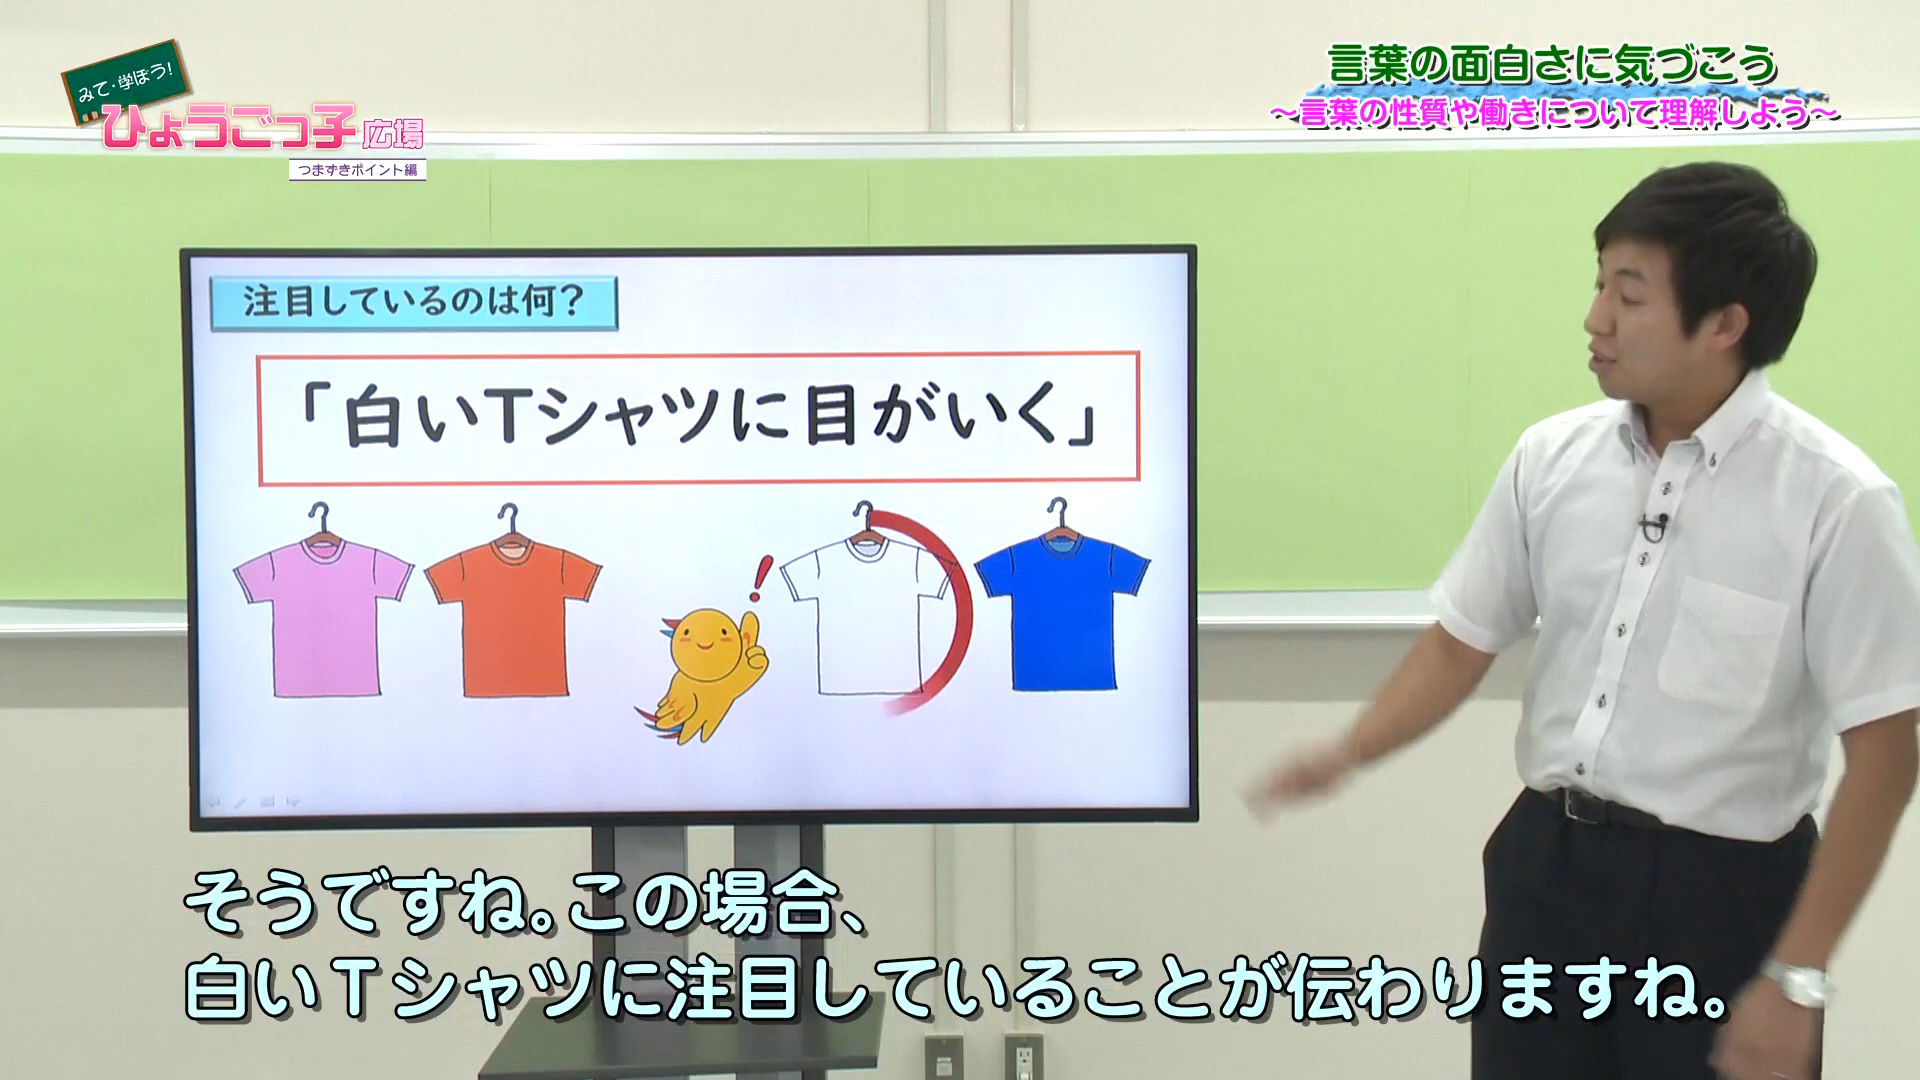 みて・学ぼう!
ひょうごっ子広場
つまずきポイント編
言葉の面白さに気づこう
～言葉の性質や働きについて理解しよう～
注目しているのは何？
「白いTシャツに目がいく」
!
そうですね。この場合、
白いTシャツに注目していることが伝わりますね。